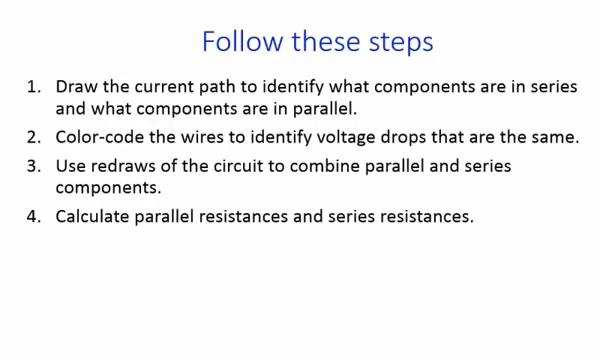 Follow these steps
1. Draw the current path to identify what components are in series
and what components are in parallel.
2. Color-code the wires to identify voltage drops that are the same.
3. Use redraws of the circuit to combine parallel and series
components.
4. Calculate parallel resistances and series resistances.